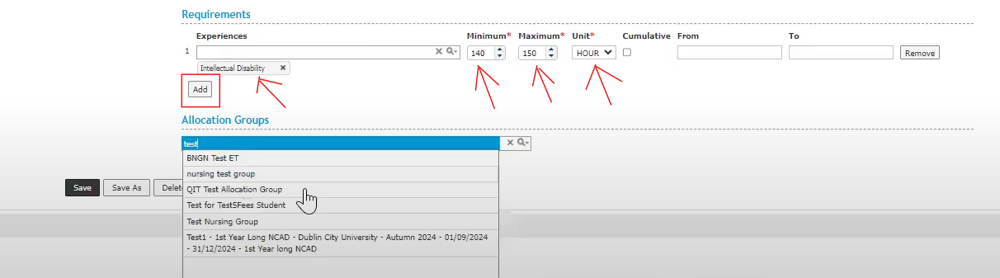 Requirements
Experiences Minimum* Maximum* Unit* Cumulative From To
1 140 150 HOUR Remove
Intellectual Disability
Add
Allocation Groups
test
BNGN Test ET
nursing test group
QIT Test Allocation Group
Test for Test5Fees Student
Test Nursing Group
Test1 - 1st Year Long NCAD - Dublin City University - Autumn 2024 - 01/09/2024
- 31/12/2024 - 1st Year long NCAD
Save Save As Delete